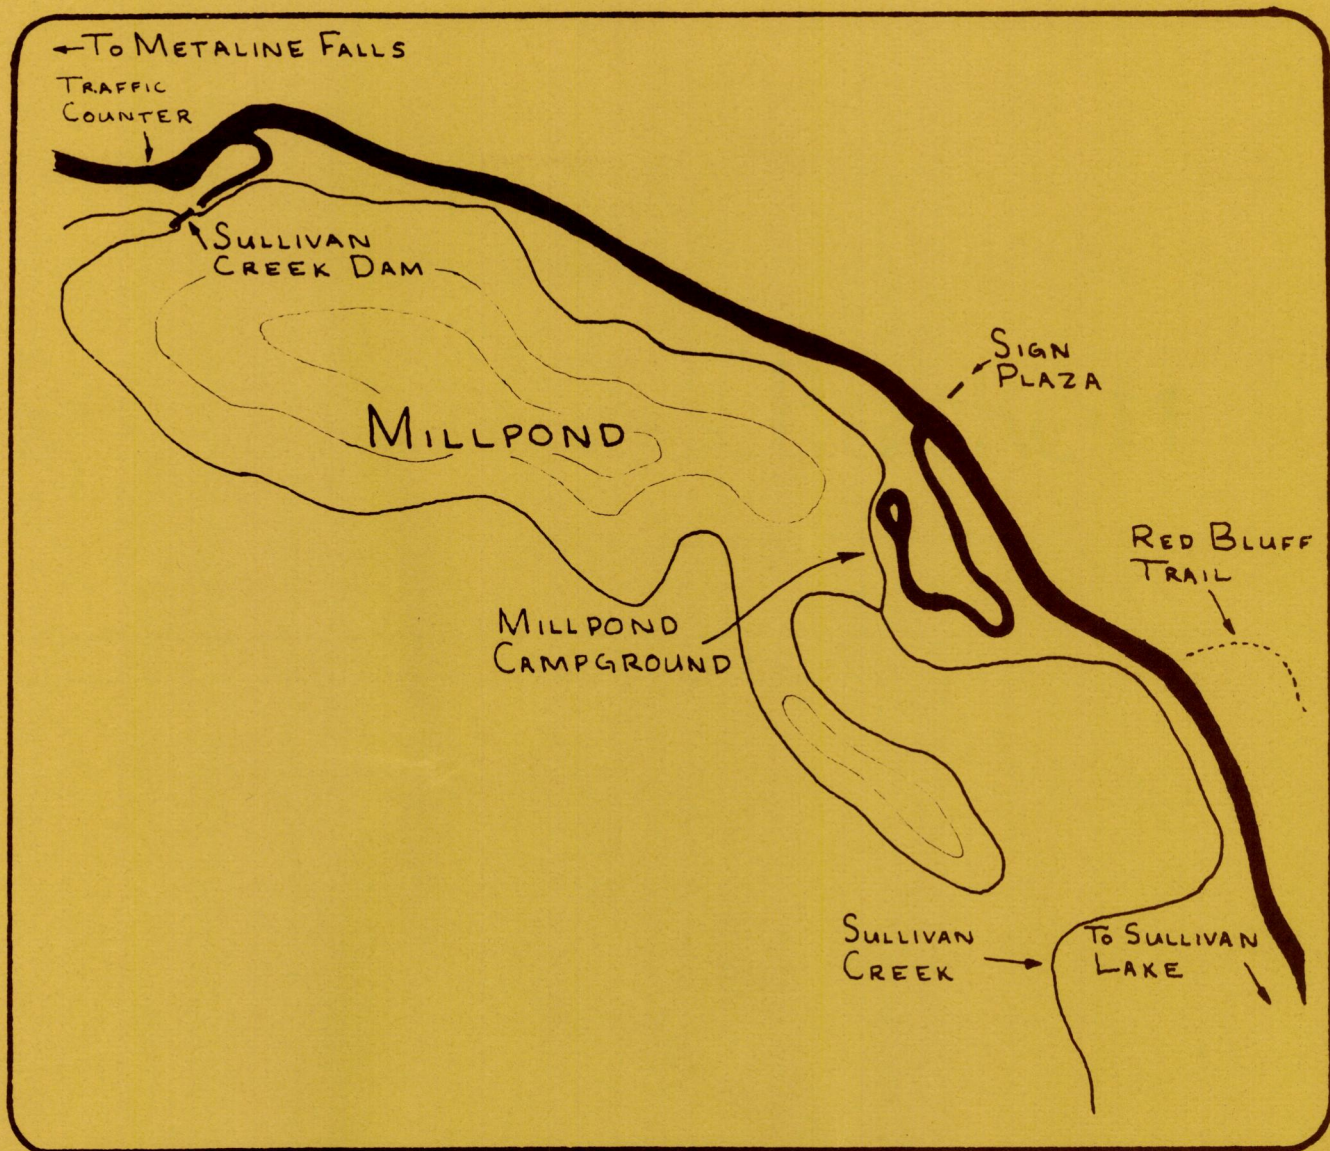 ←To Metaline Falls
Traffic
Counter
Sullivan
Creek Dam
Sign
Plaza
Millpond
Red Bluff
Trail
Millpond
Campground
Sullivan
Creek
To Sullivan
Lake